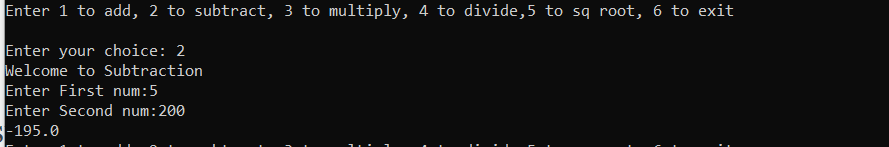 Enter 1 to add, 2 to subtract, 3 to multiply, 4 to divide,5 to sq root, 6 to exit
Enter your choice: 2
Welcome to Subtraction
Enter First num:5
Enter Second num:200
-195.0